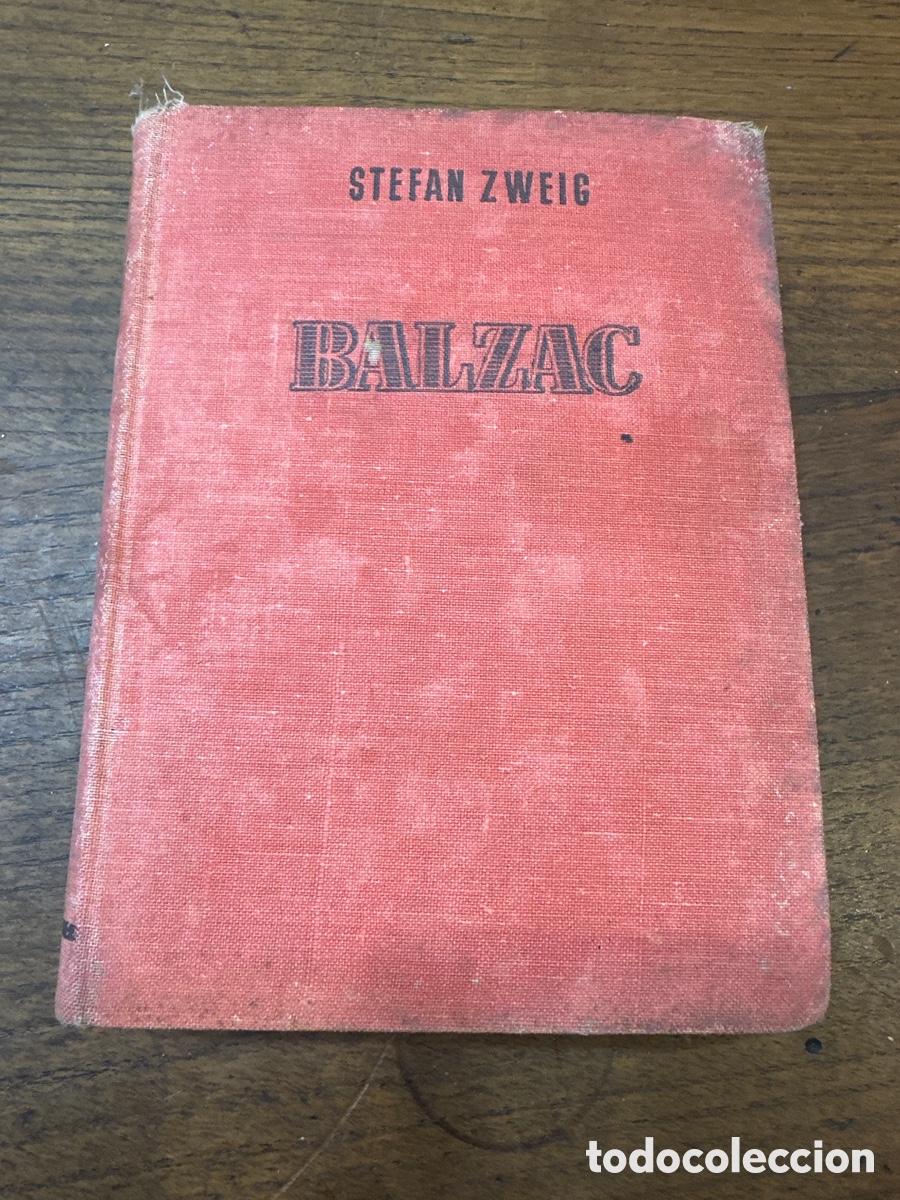 STEFAN ZWEIG
BALZAC
todocoleccion